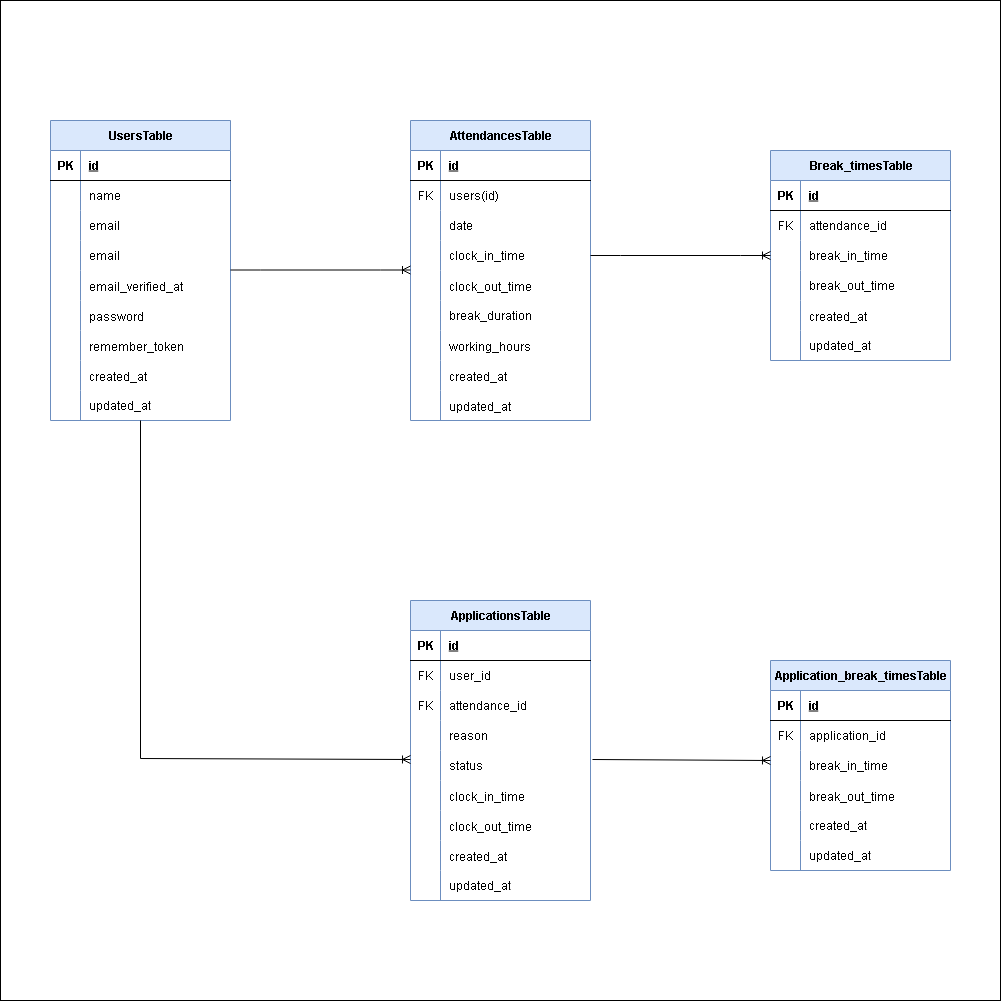 UsersTable
PK id
name
email
email
email_verified_at
password
remember_token
created_at
updated_at
AttendancesTable
PK id
FK users(id)
date
clock_in_time
clock_out_time
break_duration
working_hours
created_at
updated_at
Break_timesTable
PK id
FK attendance_id
break_in_time
break_out_time
created_at
updated_at
ApplicationsTable
PK id
FK user_id
FK attendance_id
reason
status
clock_in_time
clock_out_time
created_at
updated_at
Application_break_timesTable
PK id
FK application_id
break_in_time
break_out_time
created_at
updated_at